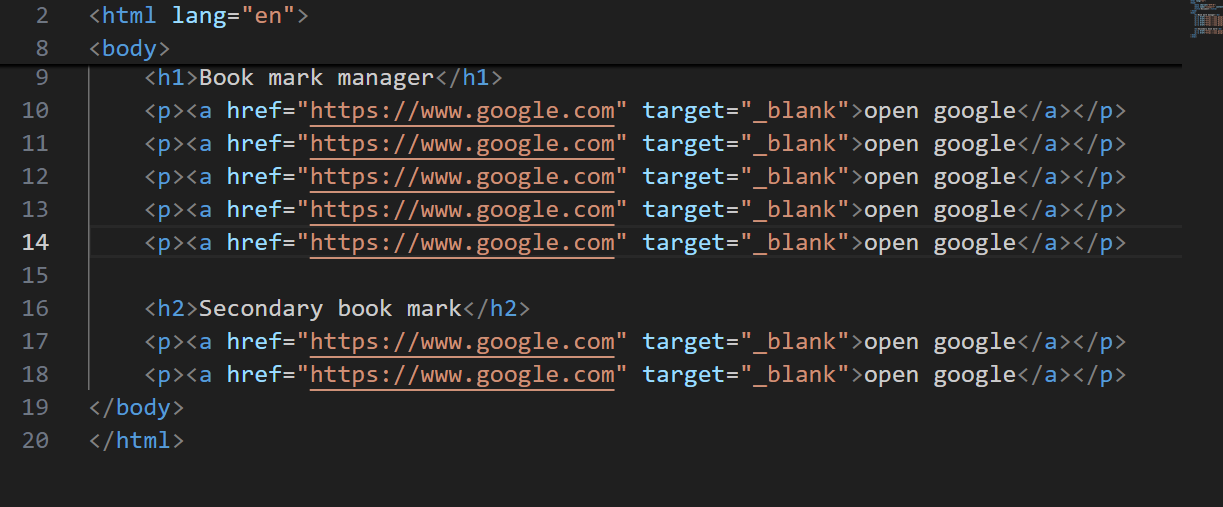 2 <html lang="en">
8 <body>
9 <h1>Book mark manager</h1>
10 <p><a href="https://www.google.com" target="_blank">open google</a></p>
11 <p><a href="https://www.google.com" target="_blank">open google</a></p>
12 <p><a href="https://www.google.com" target="_blank">open google</a></p>
13 <p><a href="https://www.google.com" target="_blank">open google</a></p>
14 <p><a href="https://www.google.com" target="_blank">open google</a></p>
15
16 <h2>Secondary book mark</h2>
17 <p><a href="https://www.google.com" target="_blank">open google</a></p>
18 <p><a href="https://www.google.com" target="_blank">open google</a></p>
19 </body>
20 </html>